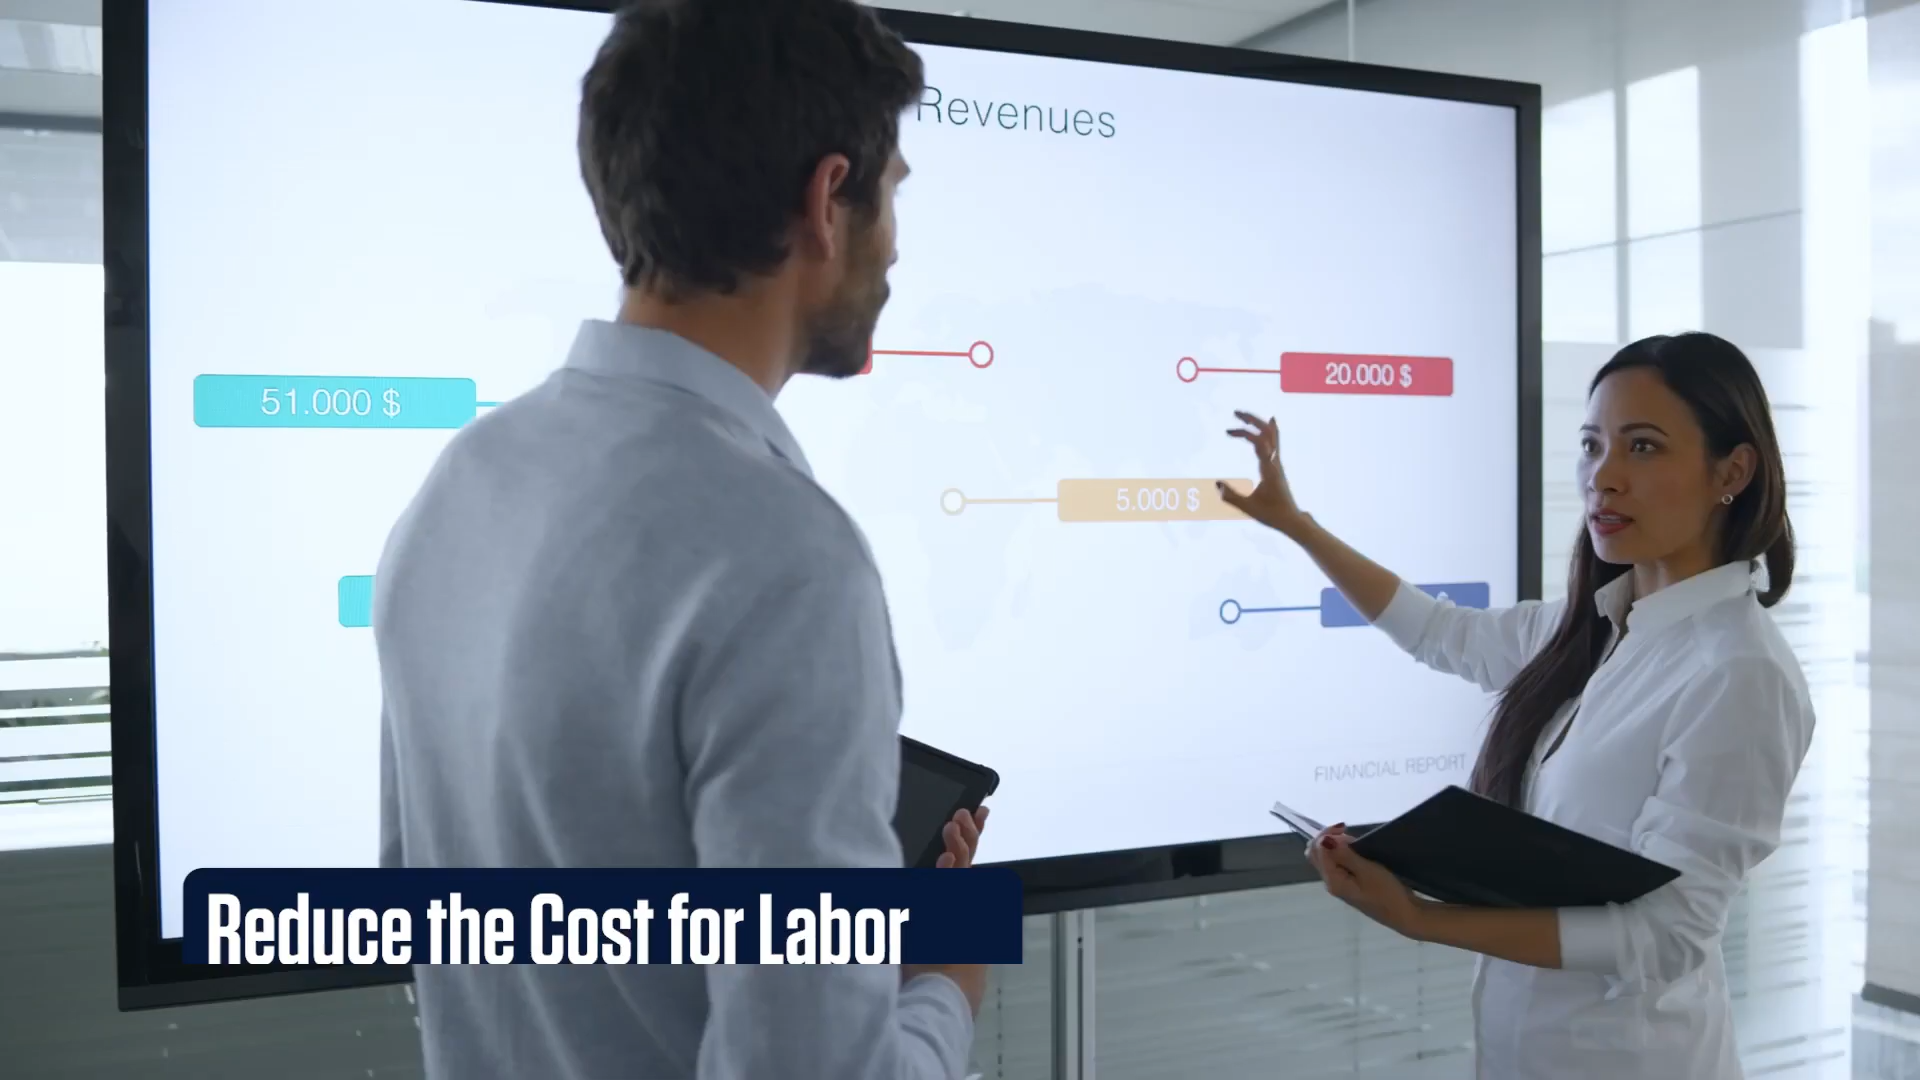 Revenues
51.000 $
20.000 $
5.000 $
FINANCIAL REPORT
Reduce the Cost for Labor